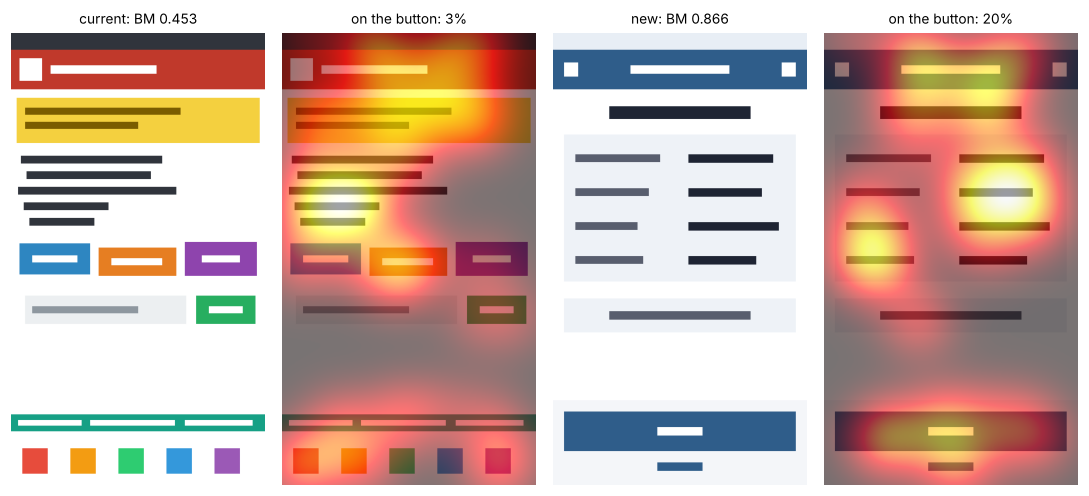 current: BM 0.453
on the button: 3%
new: BM 0.866
on the button: 20%